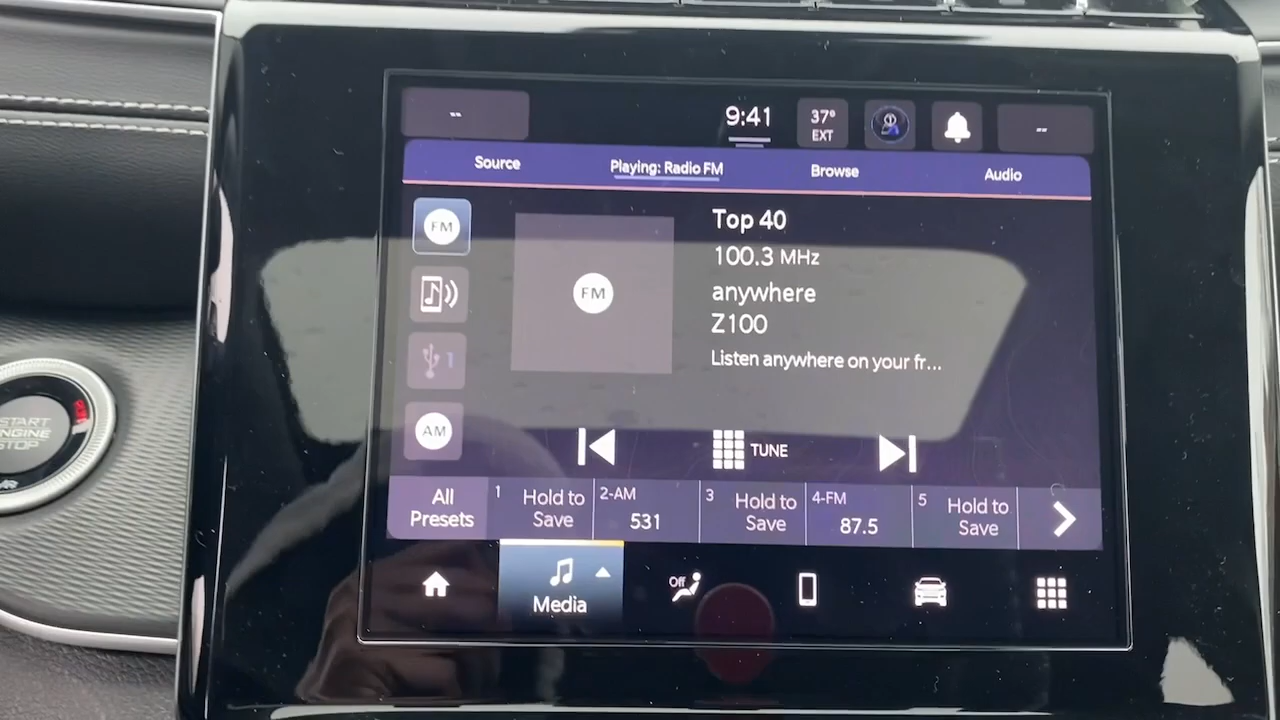 --
9:41
37°
EXT
--
Source
Playing: Radio FM
Browse
Audio
FM
1
AM
FM
Top 40
100.3 MHz
anywhere
Z100
Listen anywhere on your fr...
TUNE
All
Presets
1
Hold to
Save
2-AM
531
3
Hold to
Save
4-FM
87.5
5
Hold to
Save
Media
Off
START
ENGINE
STOP